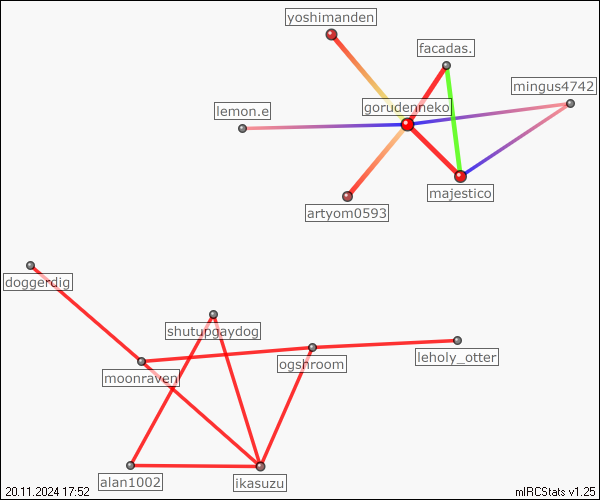 yoshimanden
facadas.
mingus4742
gorudenneko
lemon.e
majestico
artyom0593
doggerdig
shutupgaydog
leholy_otter
ogshroom
moonraven
alan1002
ikasuzu
20.11.2024 17:52
mIRCStats v1.25